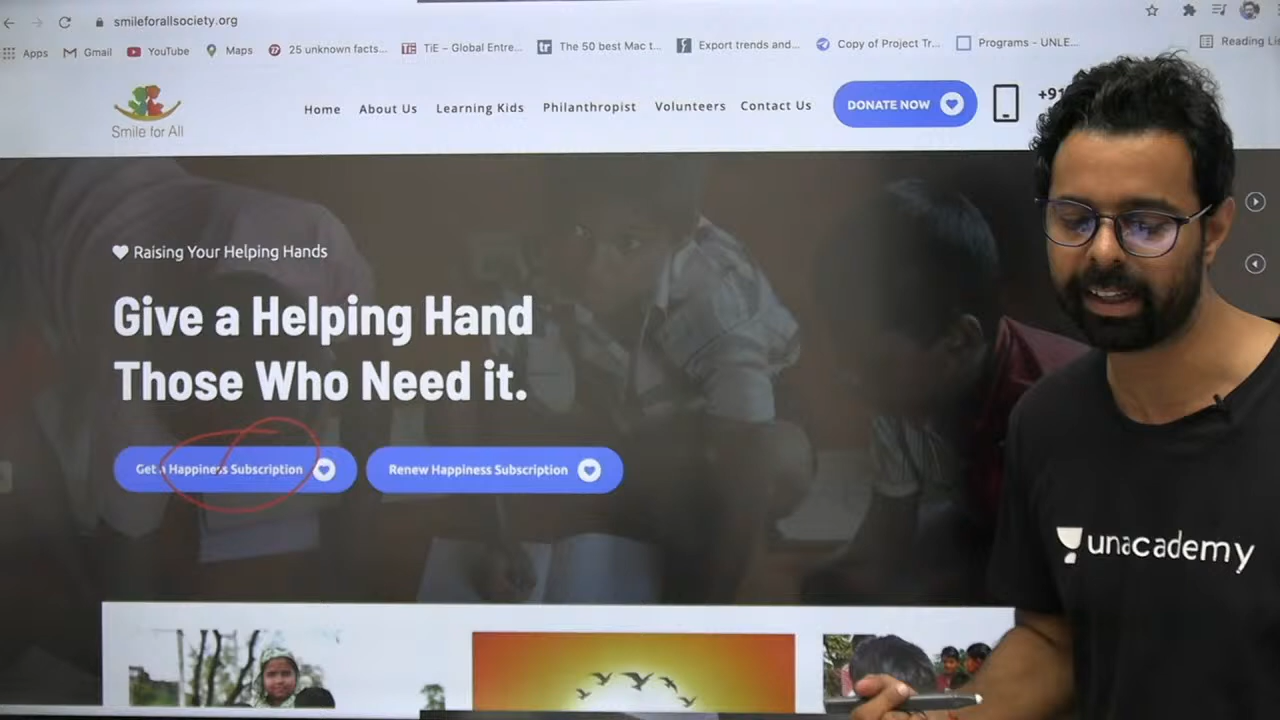 smileforallsociety.org
Apps Gmail YouTube Maps 25 unknown facts... TiE – Global Entre... The 50 best Mac t... Export trends and... Copy of Project Tr... Programs - UNLE... Reading Li
Smile for All
Home About Us Learning Kids Philanthropist Volunteers Contact Us DONATE NOW +91
Raising Your Helping Hands
Give a Helping Hand
Those Who Need it.
Get a Happiness Subscription Renew Happiness Subscription
unacademy